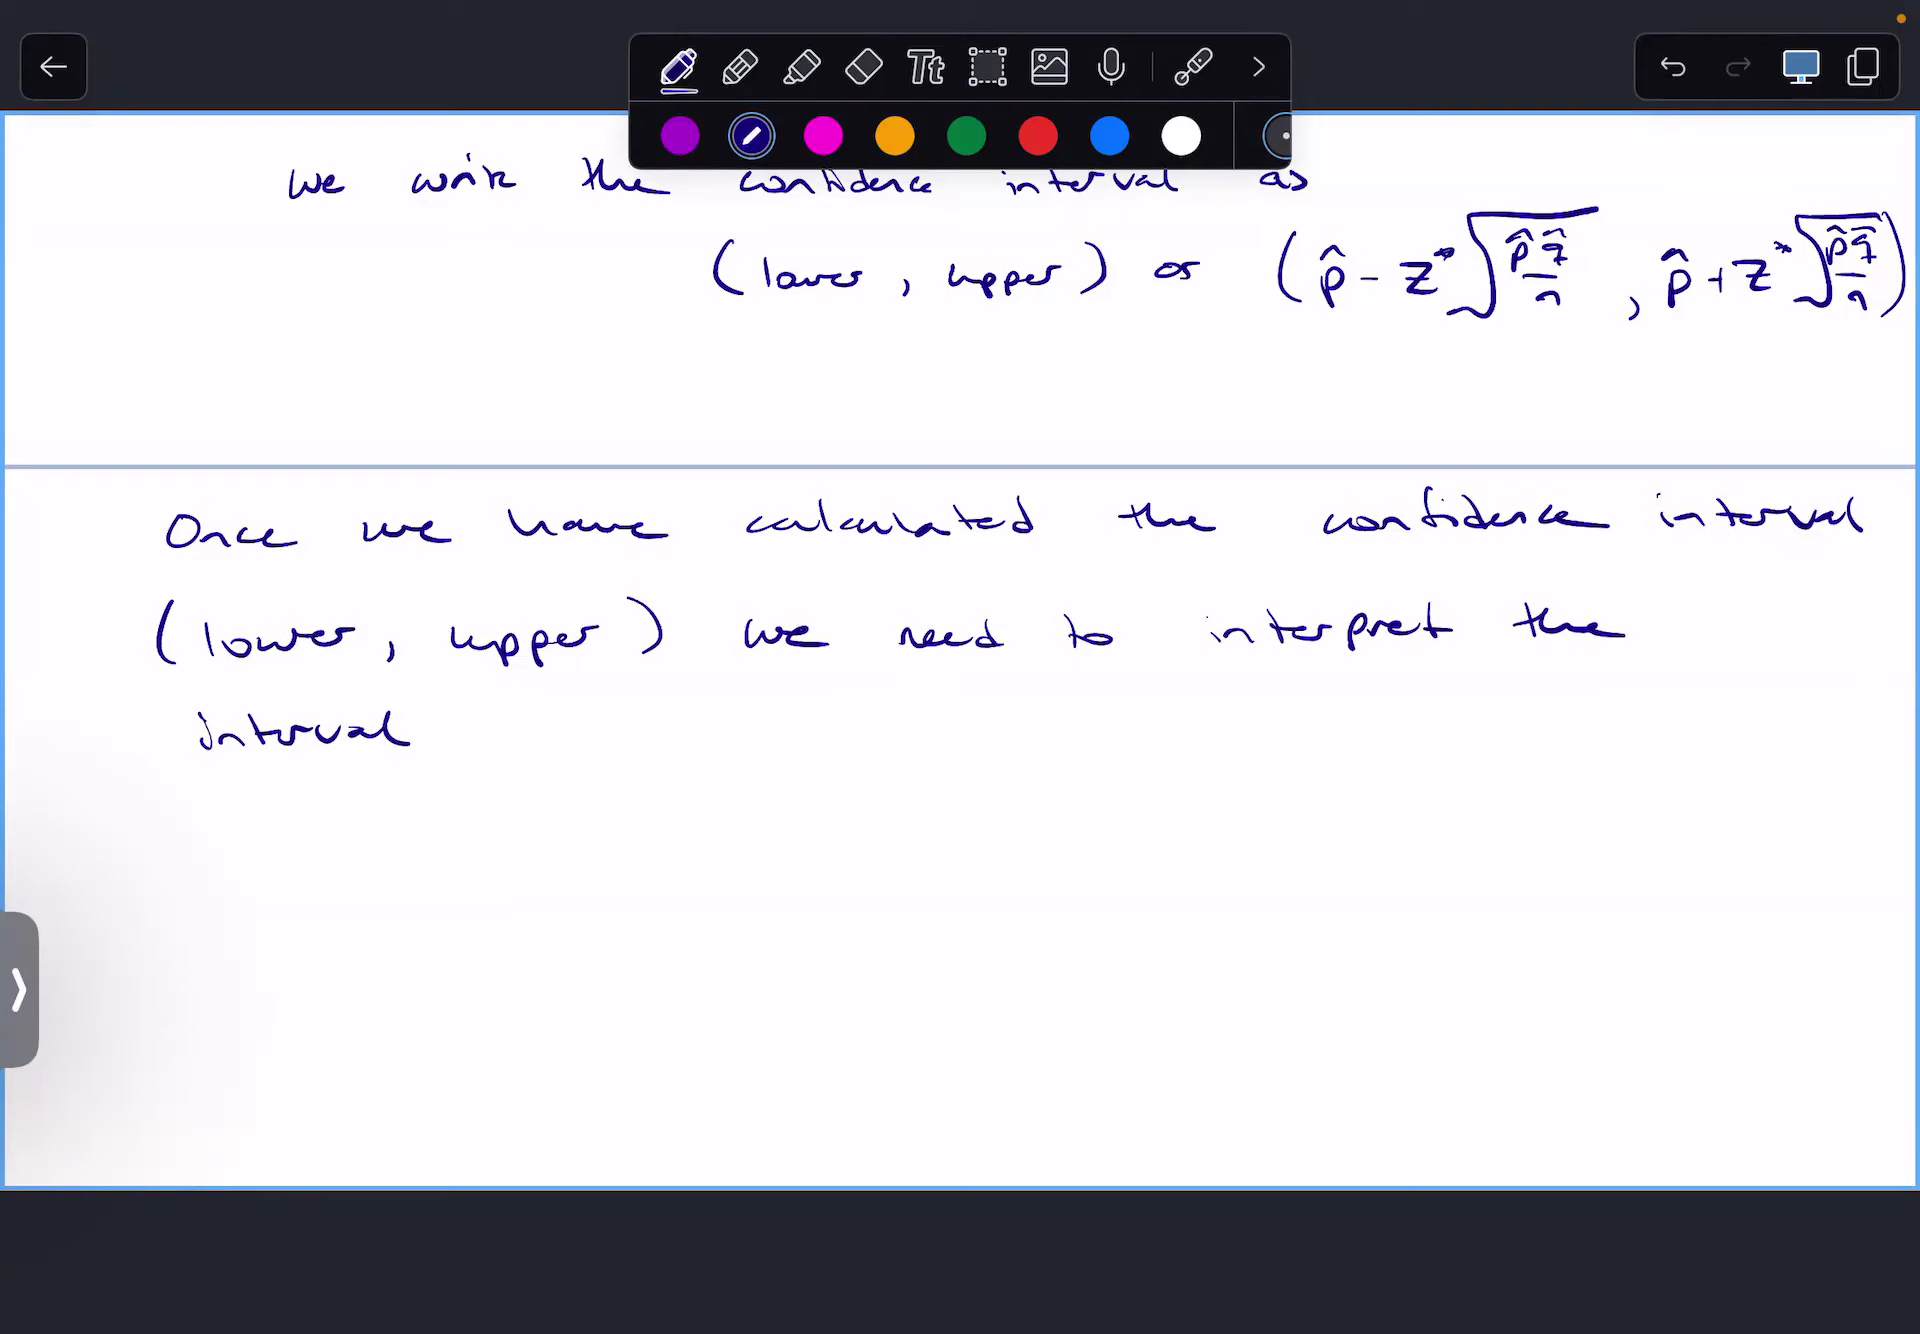 Tt
we write the confidence interval as
(lower, upper) or (p̂ - z*√(p̂q̂/n), p̂ + z*√(p̂q̂/n))
Once we have calculated the confidence interval
(lower, upper) we need to interpret the
interval